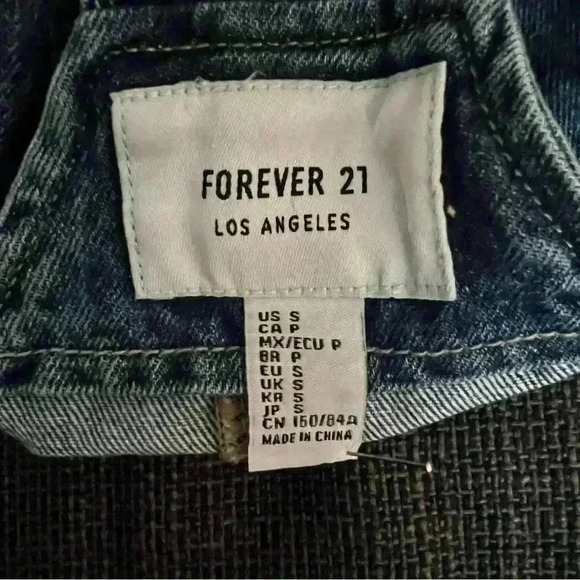 FOREVER 21
LOS ANGELES
US S
CA P
MX/ECU P
BR P
EU S
UK S
KR S
JP S
CN 160/84A
MADE IN CHINA